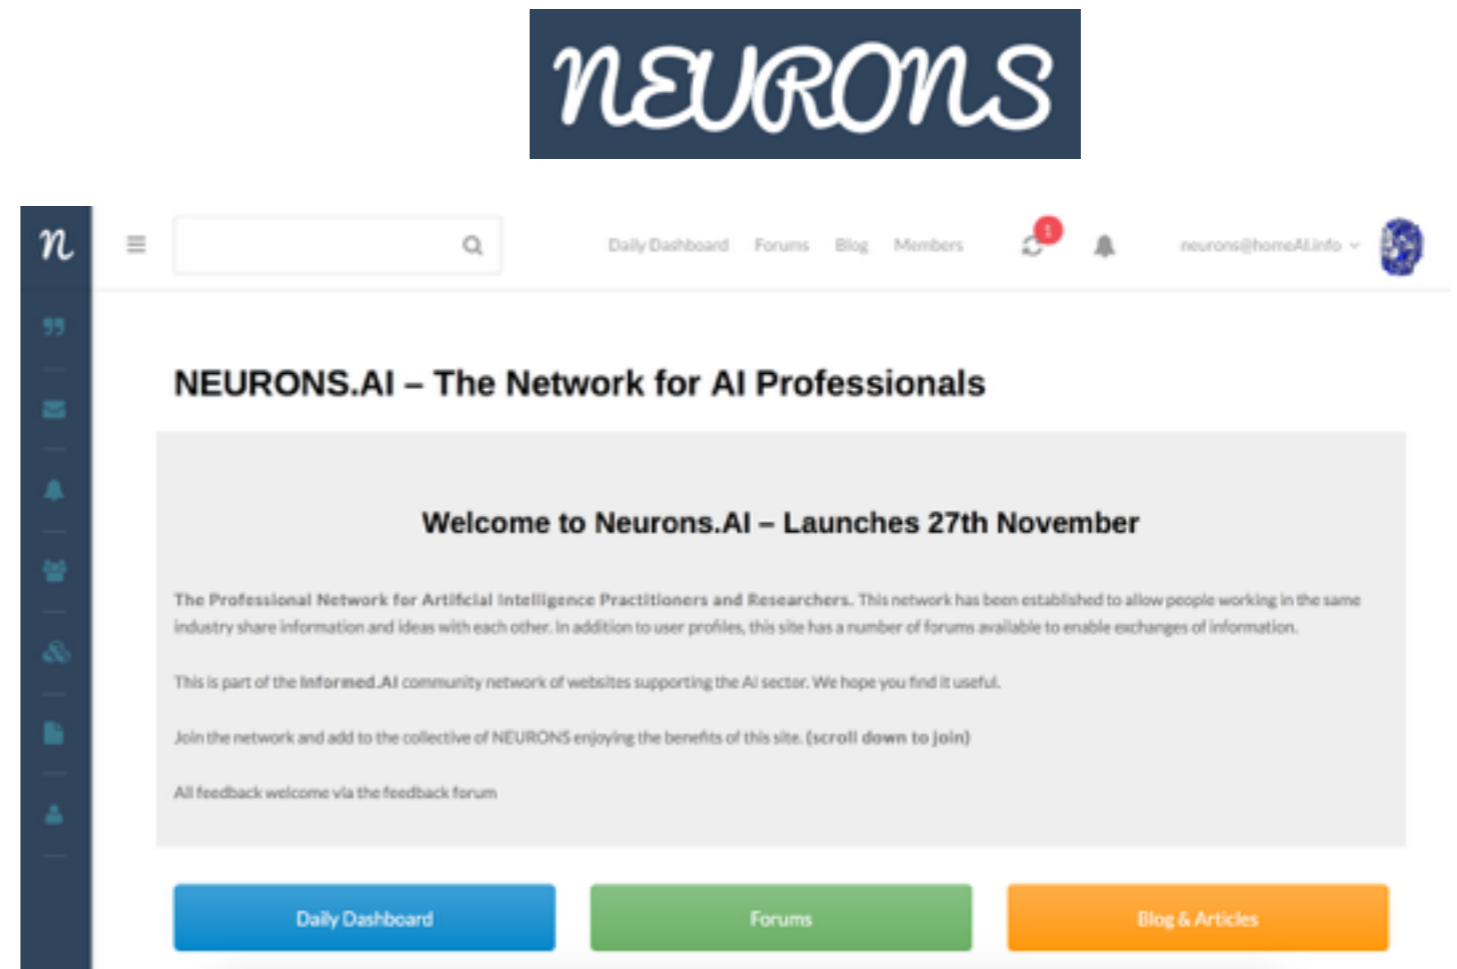 NEURONS
n
Daily Dashboard Forums Blog Members 1 neurons@homeAI.info
NEURONS.AI – The Network for AI Professionals
Welcome to Neurons.AI – Launches 27th November
The Professional Network for Artificial Intelligence Practitioners and Researchers. This network has been established to allow people working in the same
industry share information and ideas with each other. In addition to user profiles, this site has a number of forums available to enable exchanges of information.
This is part of the Informed.AI community network of websites supporting the AI sector. We hope you find it useful.
Join the network and add to the collective of NEURONS enjoying the benefits of this site. (scroll down to join)
All feedback welcome via the feedback forum
Daily Dashboard Forums Blog & Articles